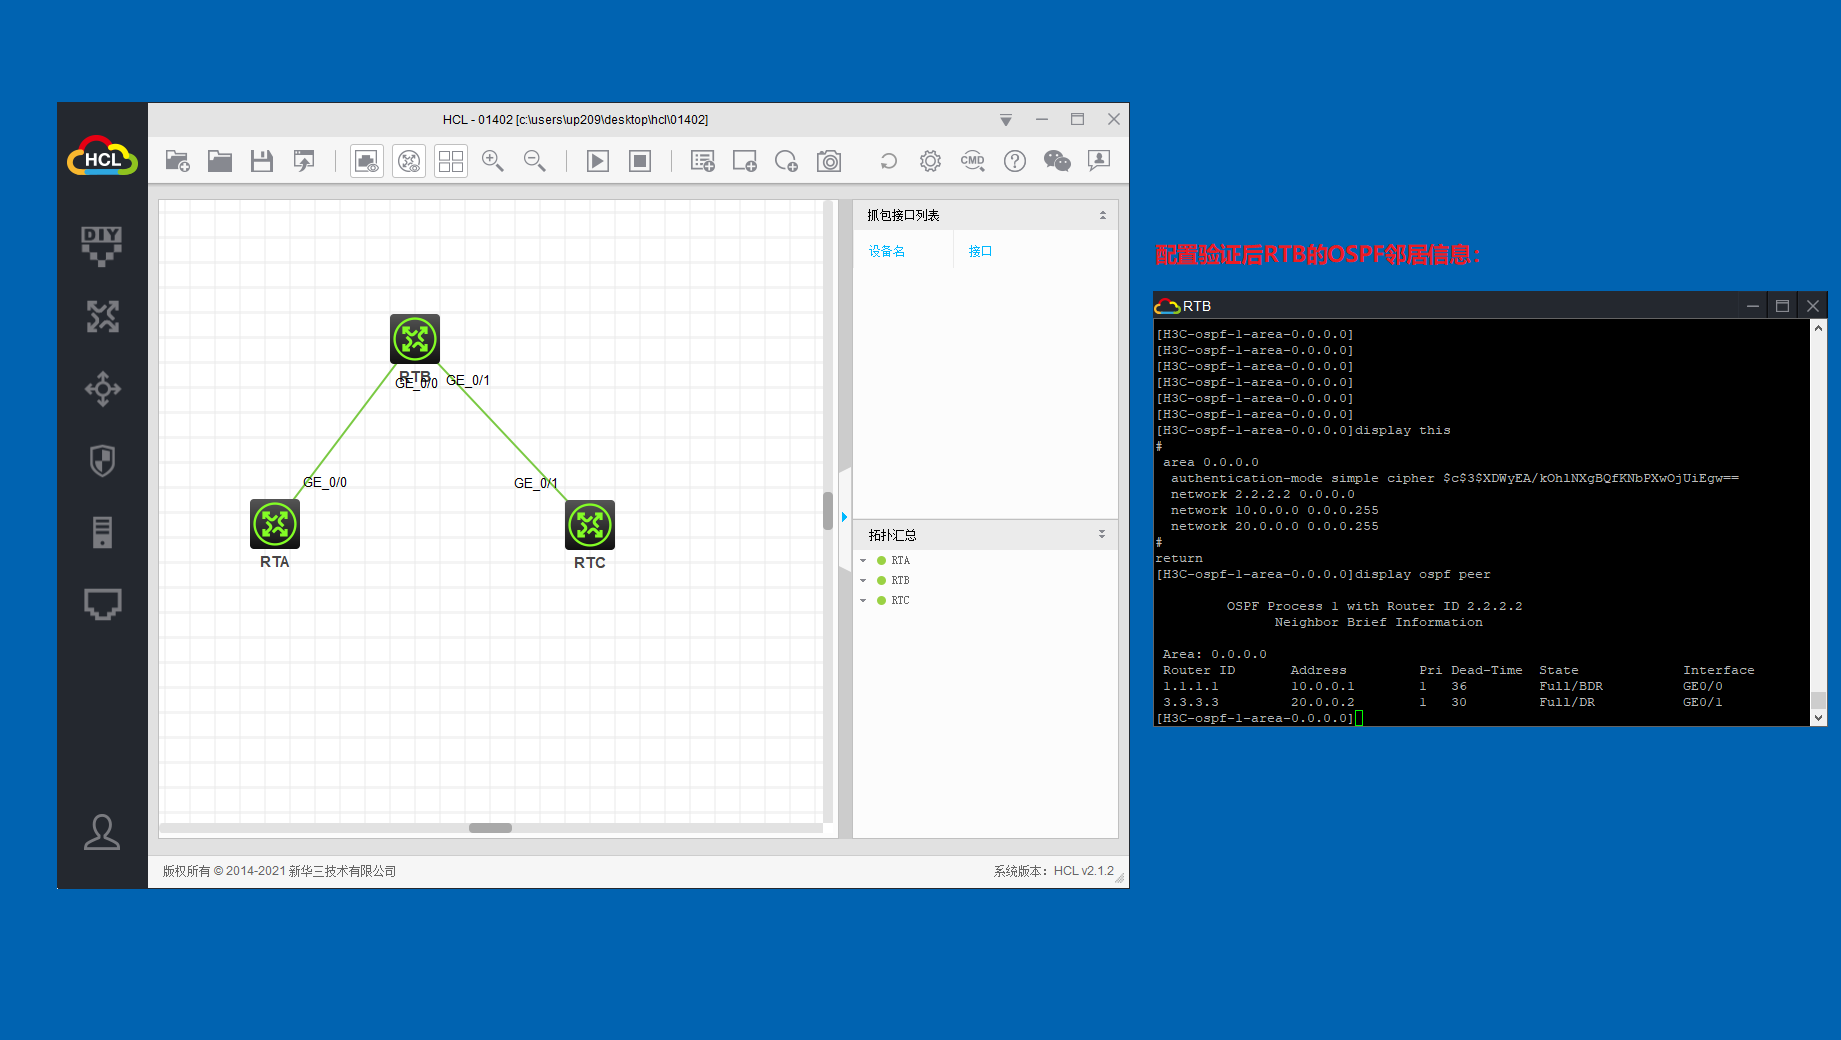 HCL - 01402 [c:\users\up209\desktop\hcl\01402]
HCL
DIY
CMD
RTB
GE_0/0
GE_0/1
GE_0/0
GE_0/1
RTA
RTC
抓包接口列表
设备名 接口
拓扑汇总
RTA
RTB
RTC
版权所有 © 2014-2021 新华三技术有限公司
系统版本：HCL v2.1.2
配置验证后RTB的OSPF邻居信息：
RTB
[H3C-ospf-1-area-0.0.0.0]
[H3C-ospf-1-area-0.0.0.0]
[H3C-ospf-1-area-0.0.0.0]
[H3C-ospf-1-area-0.0.0.0]
[H3C-ospf-1-area-0.0.0.0]
[H3C-ospf-1-area-0.0.0.0]
[H3C-ospf-1-area-0.0.0.0]display this
#
area 0.0.0.0
authentication-mode simple cipher $c$3$XDWyEA/kOhlNXgBQfKNbPXwOjUiEgw==
network 2.2.2.2 0.0.0.0
network 10.0.0.0 0.0.0.255
network 20.0.0.0 0.0.0.255
#
return
[H3C-ospf-1-area-0.0.0.0]display ospf peer
OSPF Process 1 with Router ID 2.2.2.2
Neighbor Brief Information
Area: 0.0.0.0
Router ID Address Pri Dead-Time State Interface
1.1.1.1 10.0.0.1 1 36 Full/BDR GE0/0
3.3.3.3 20.0.0.2 1 30 Full/DR GE0/1
[H3C-ospf-1-area-0.0.0.0]